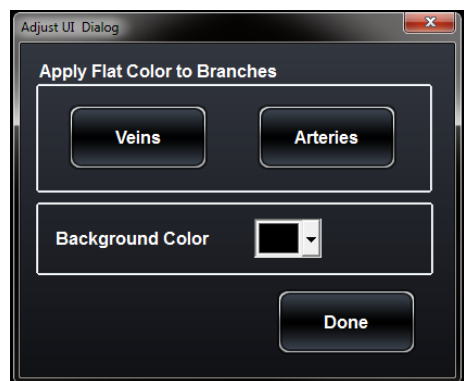 Adjust UI Dialog
Apply Flat Color to Branches
Veins Arteries
Background Color
Done